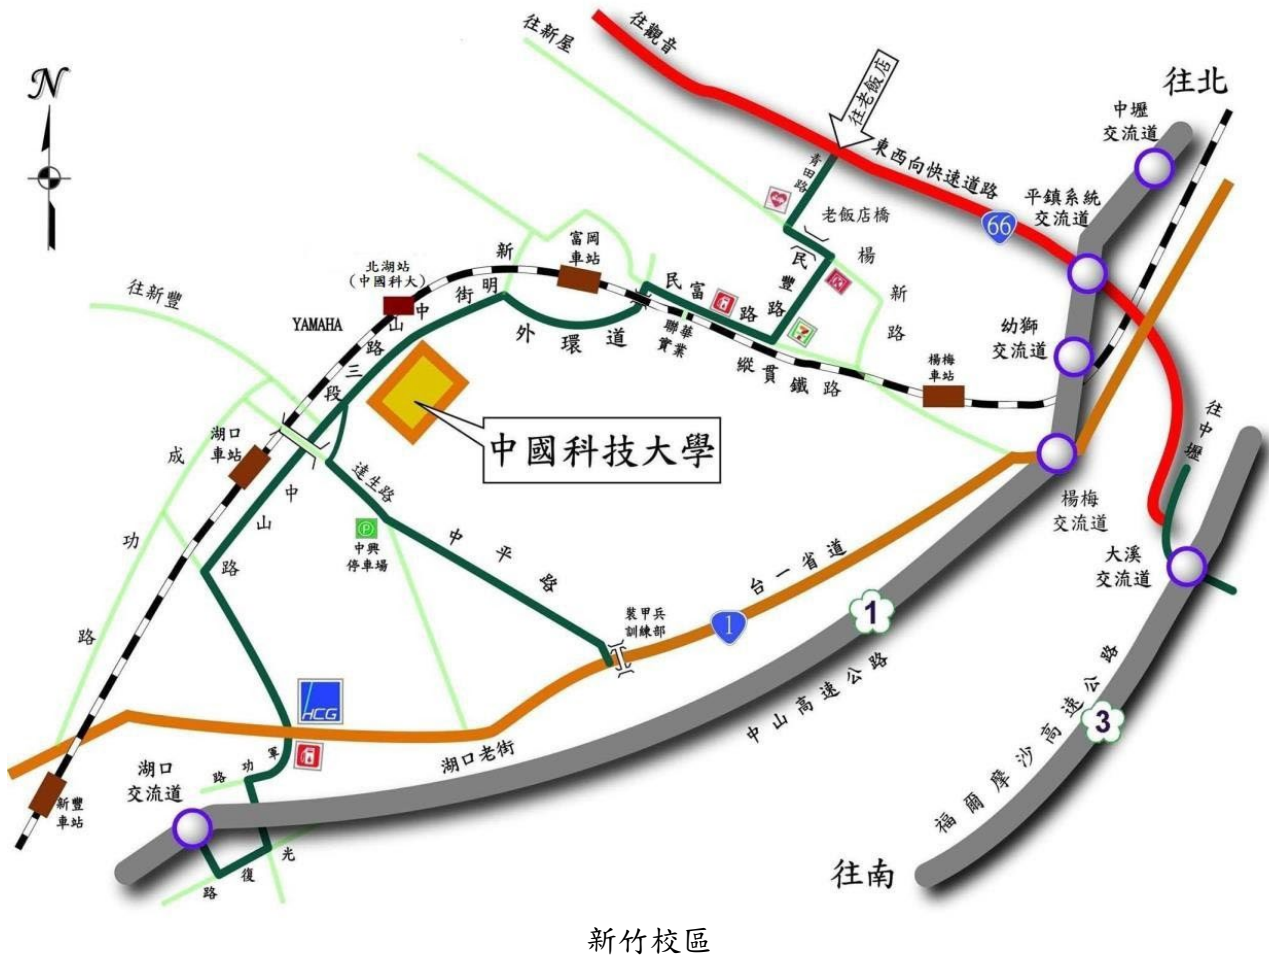 往新屋
往觀音
往老飯店
往北
中壢
交流道
N
東西向快速道路
青田路
平鎮系統
交流道
老飯店橋
66
富岡
車站
新明街
北湖站
(中國科大)
民豐路
楊新路
往新豐
YAMAHA
民富路
外環道
聯華
實業
縱貫鐵路
幼獅
交流道
楊梅
車站
中山路三段
往中壢
中國科技大學
湖口
車站
成功路
達生路
中山路
P
中興
停車場
中平路
楊梅
交流道
大溪
交流道
台一省道
1
裝甲兵
訓練部
1
HCG
中山高速公路
3
福爾摩沙高速公路
湖口老街
軍功路
湖口
交流道
新豐
車站
光復路
往南
新竹校區